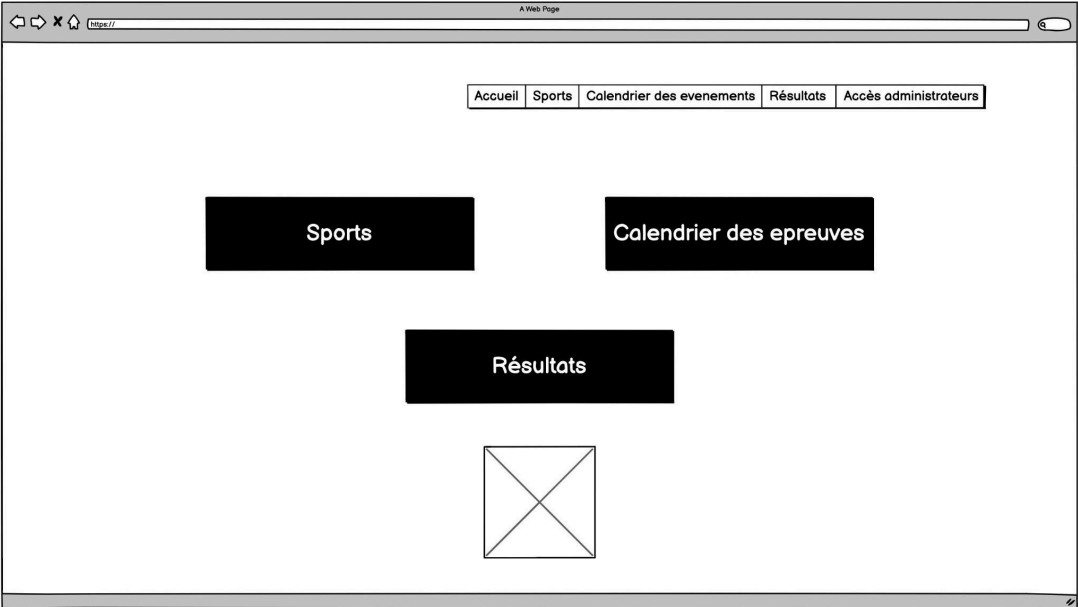 A Web Page
https://
Accueil Sports Calendrier des evenements Résultats Accès administrateurs
Sports Calendrier des epreuves
Résultats